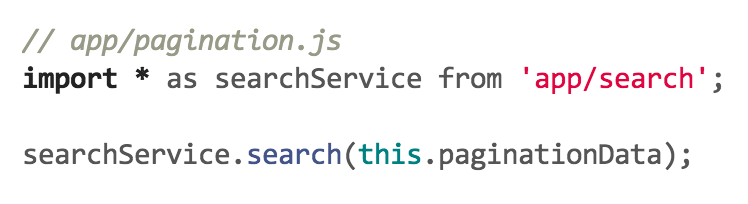 // app/pagination.js
import * as searchService from 'app/search';
searchService.search(this.paginationData);